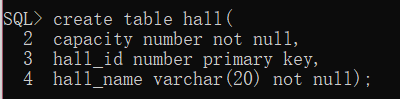 SQL> create table hall(
  2  capacity number not null,
  3  hall_id number primary key,
  4  hall_name varchar(20) not null);